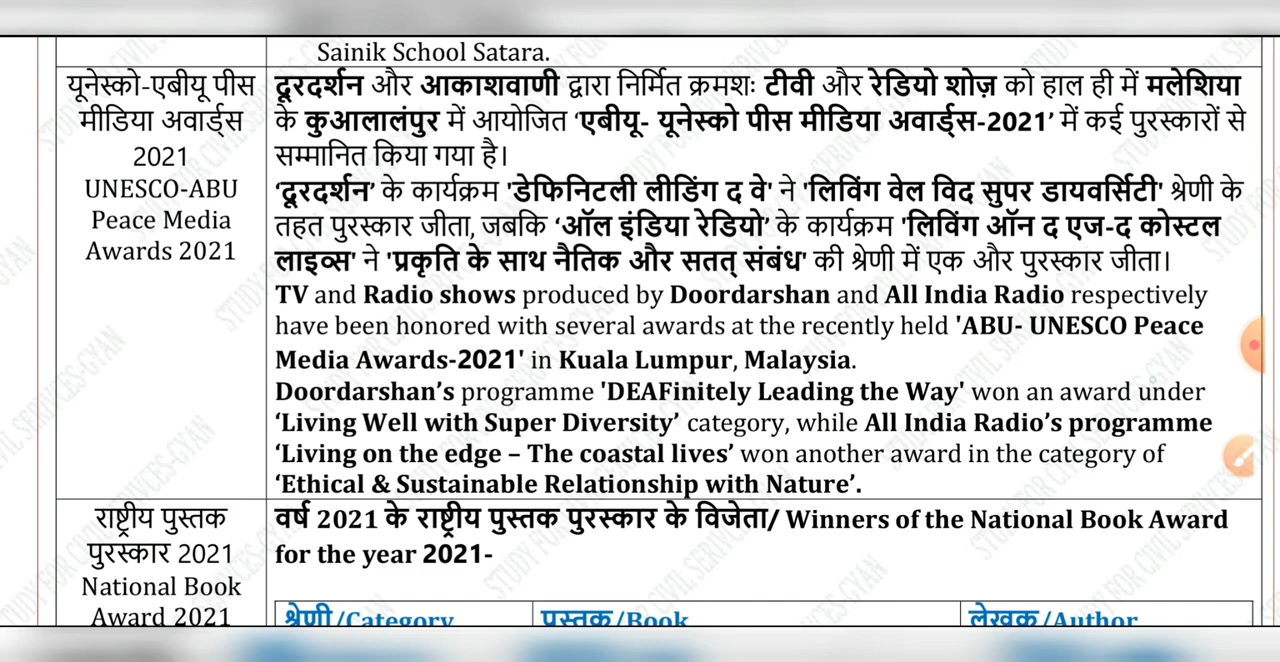 Sainik School Satara.
यूनेस्को-एबीयू पीस
मीडिया अवार्ड्स
2021
UNESCO-ABU
Peace Media
Awards 2021
दूरदर्शन और आकाशवाणी द्वारा निर्मित क्रमशः टीवी और रेडियो शोज़ को हाल ही में मलेशिया
के कुआलालंपुर में आयोजित ‘एबीयू- यूनेस्को पीस मीडिया अवार्ड्स-2021’ में कई पुरस्कारों से
सम्मानित किया गया है।
‘दूरदर्शन’ के कार्यक्रम 'डेफिनिटली लीडिंग द वे' ने 'लिविंग वेल विद सुपर डायवर्सिटी' श्रेणी के
तहत पुरस्कार जीता, जबकि ‘ऑल इंडिया रेडियो’ के कार्यक्रम 'लिविंग ऑन द एज-द कोस्टल
लाइव्स' ने 'प्रकृति के साथ नैतिक और सतत् संबंध' की श्रेणी में एक और पुरस्कार जीता।
TV and Radio shows produced by Doordarshan and All India Radio respectively
have been honored with several awards at the recently held 'ABU- UNESCO Peace
Media Awards-2021' in Kuala Lumpur, Malaysia.
Doordarshan’s programme 'DEAFinitely Leading the Way' won an award under
‘Living Well with Super Diversity’ category, while All India Radio’s programme
‘Living on the edge – The coastal lives’ won another award in the category of
‘Ethical & Sustainable Relationship with Nature’.
राष्ट्रीय पुस्तक
पुरस्कार 2021
National Book
Award 2021
वर्ष 2021 के राष्ट्रीय पुस्तक पुरस्कार के विजेता/ Winners of the National Book Award
for the year 2021-
श्रेणी/Category
पुस्तक/Book
लेखक/Author
STUDY FOR CIVIL SERIVCES-GYAN